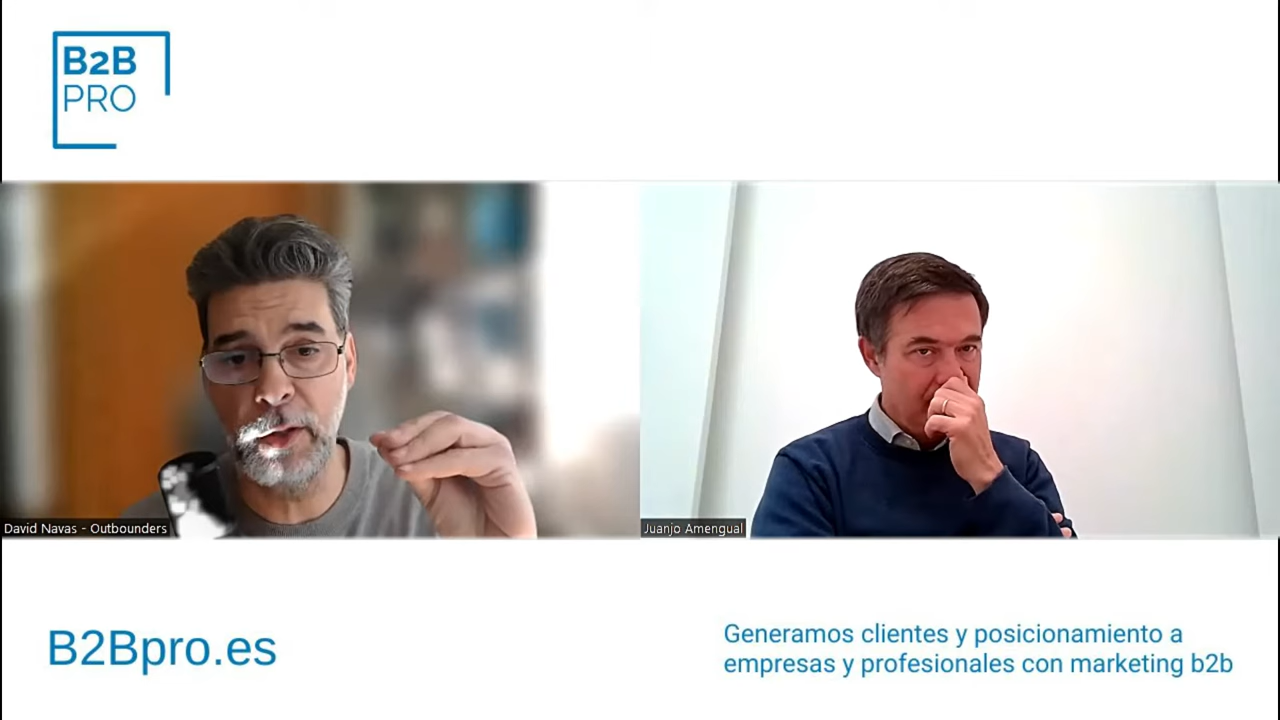 B2B
PRO
David Navas - Outbounders
Juanjo Amengual
B2Bpro.es
Generamos clientes y posicionamiento a
empresas y profesionales con marketing b2b